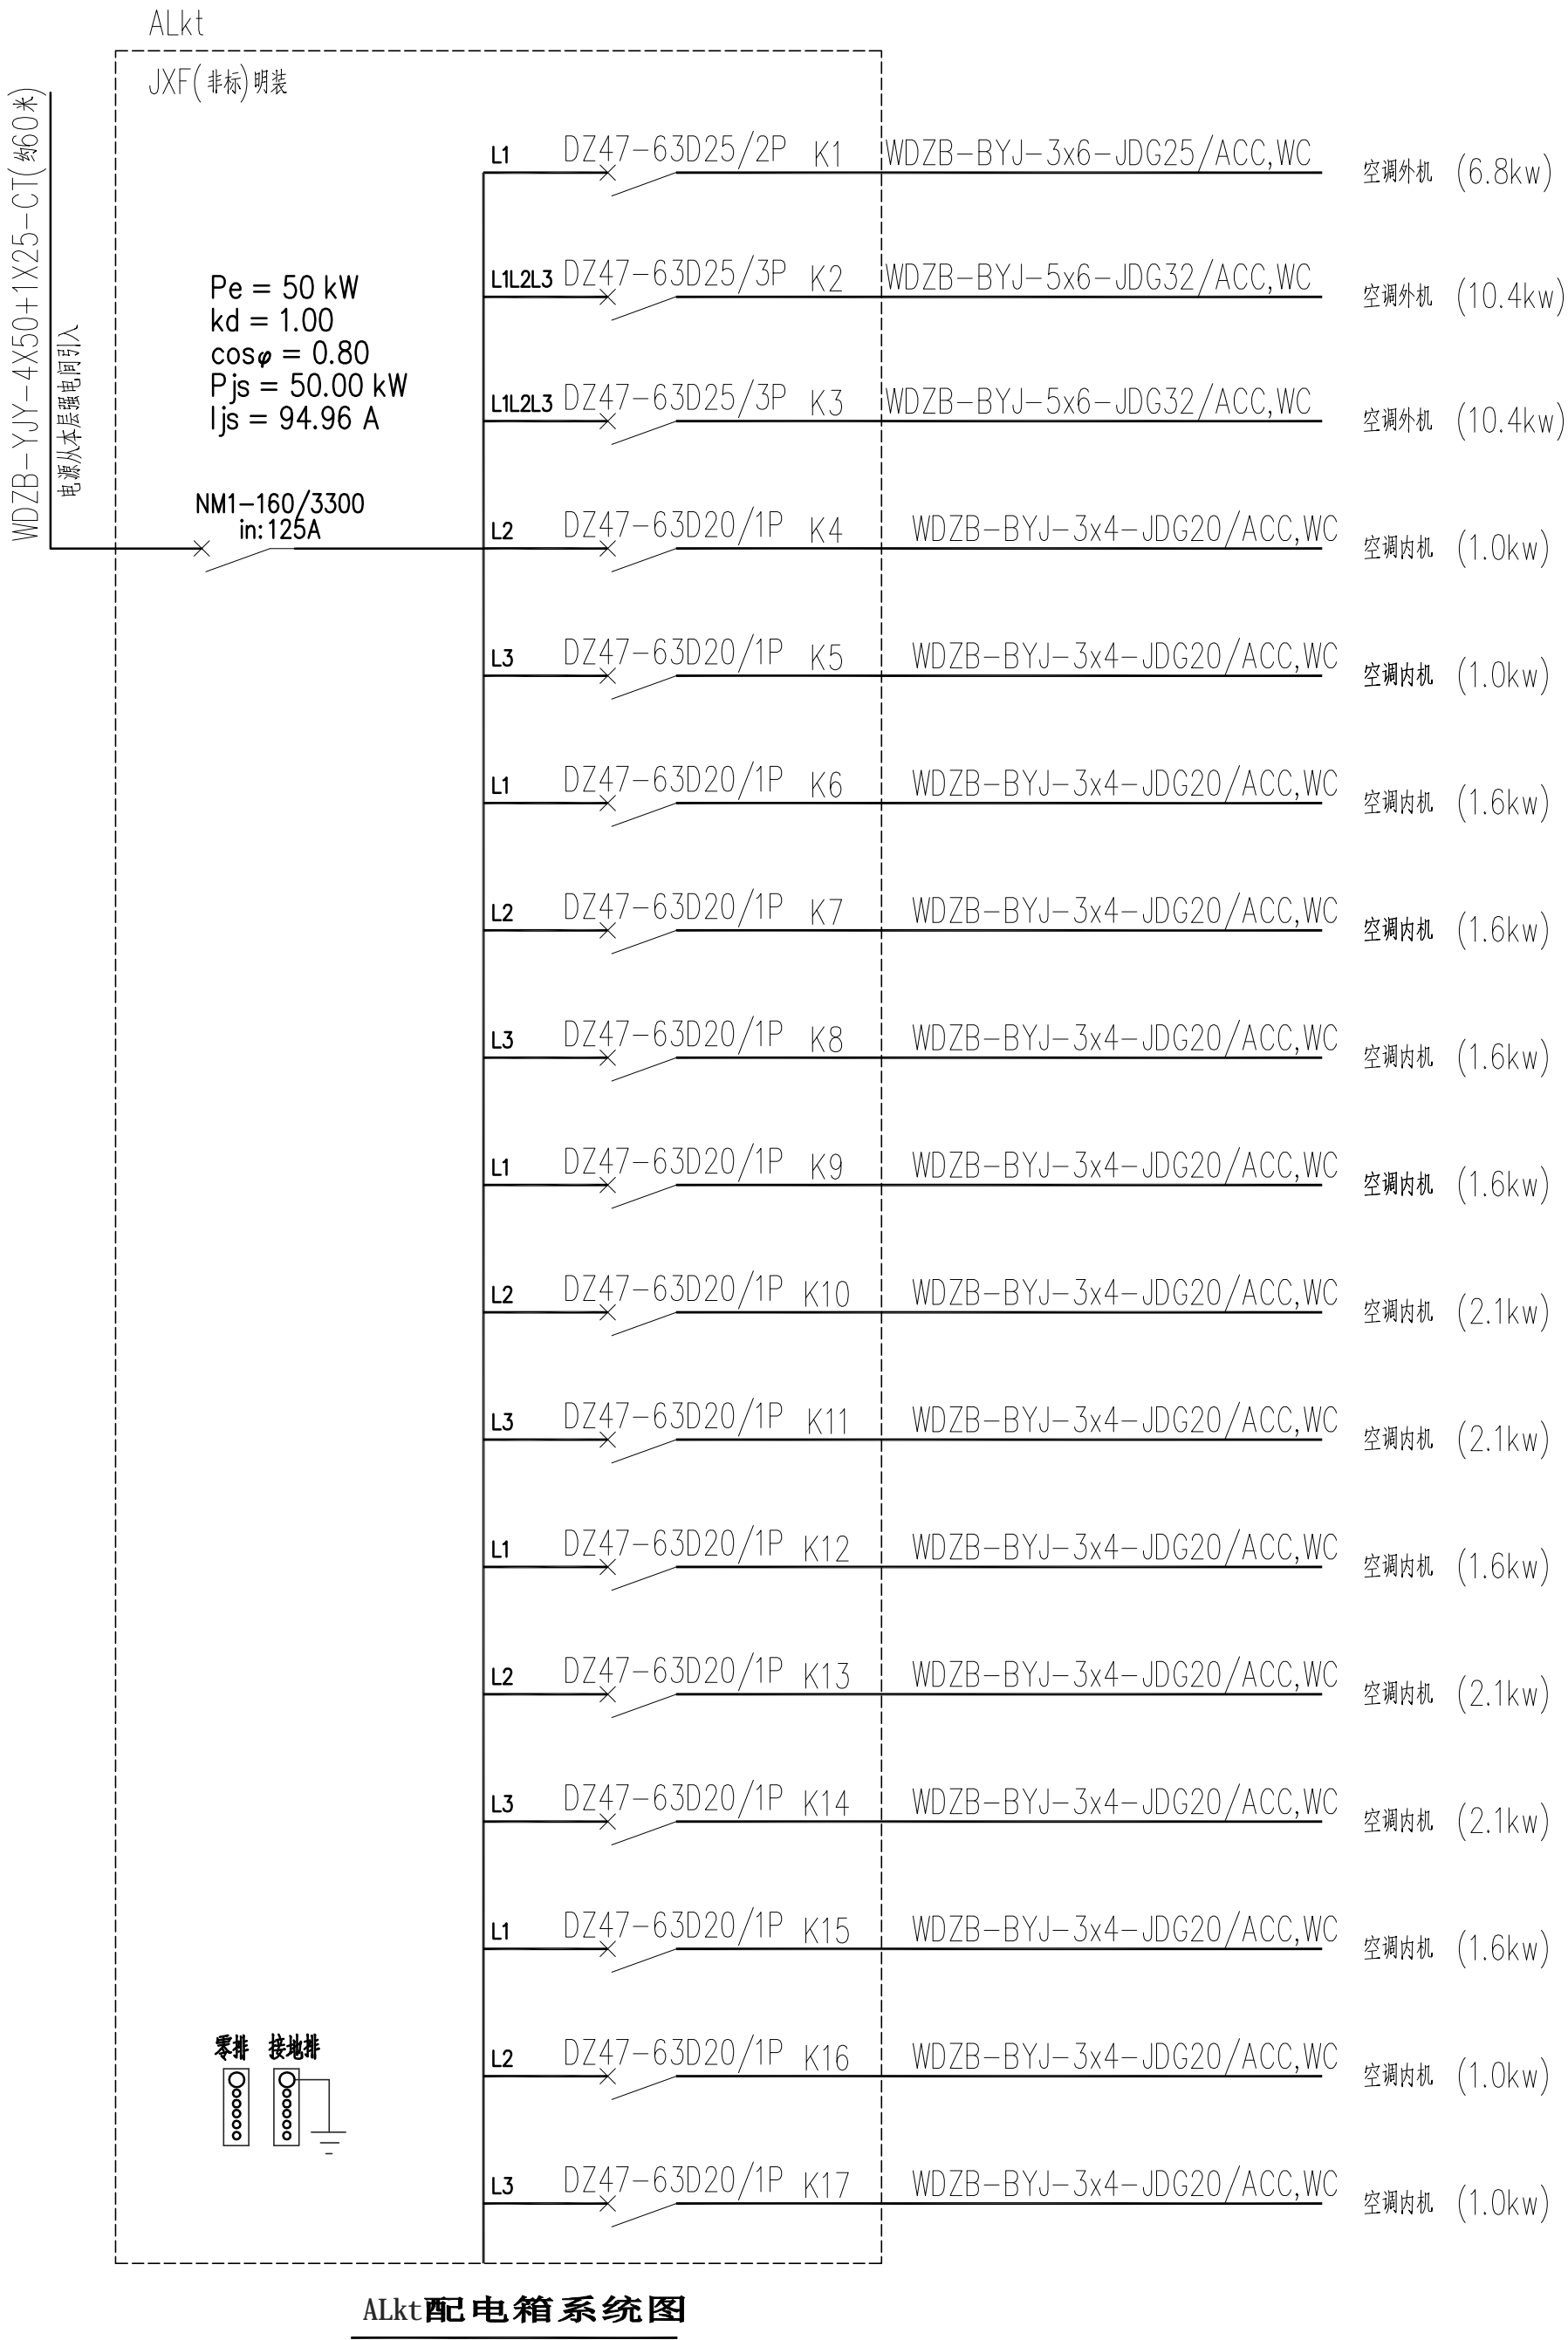 ALkt
JXF(非标)明装
WDZB-YJY-4X50+1X25-CT(约60米)
电源从本层强电间引入
Pe = 50 kW
kd = 1.00
cosφ = 0.80
Pjs = 50.00 kW
Ijs = 94.96 A
NM1-160/3300
in:125A
L1 DZ47-63D25/2P K1 WDZB-BYJ-3x6-JDG25/ACC,WC 空调外机 (6.8kw)
L1L2L3 DZ47-63D25/3P K2 WDZB-BYJ-5x6-JDG32/ACC,WC 空调外机 (10.4kw)
L1L2L3 DZ47-63D25/3P K3 WDZB-BYJ-5x6-JDG32/ACC,WC 空调外机 (10.4kw)
L2 DZ47-63D20/1P K4 WDZB-BYJ-3x4-JDG20/ACC,WC 空调内机 (1.0kw)
L3 DZ47-63D20/1P K5 WDZB-BYJ-3x4-JDG20/ACC,WC 空调内机 (1.0kw)
L1 DZ47-63D20/1P K6 WDZB-BYJ-3x4-JDG20/ACC,WC 空调内机 (1.6kw)
L2 DZ47-63D20/1P K7 WDZB-BYJ-3x4-JDG20/ACC,WC 空调内机 (1.6kw)
L3 DZ47-63D20/1P K8 WDZB-BYJ-3x4-JDG20/ACC,WC 空调内机 (1.6kw)
L1 DZ47-63D20/1P K9 WDZB-BYJ-3x4-JDG20/ACC,WC 空调内机 (1.6kw)
L2 DZ47-63D20/1P K10 WDZB-BYJ-3x4-JDG20/ACC,WC 空调内机 (2.1kw)
L3 DZ47-63D20/1P K11 WDZB-BYJ-3x4-JDG20/ACC,WC 空调内机 (2.1kw)
L1 DZ47-63D20/1P K12 WDZB-BYJ-3x4-JDG20/ACC,WC 空调内机 (1.6kw)
L2 DZ47-63D20/1P K13 WDZB-BYJ-3x4-JDG20/ACC,WC 空调内机 (2.1kw)
L3 DZ47-63D20/1P K14 WDZB-BYJ-3x4-JDG20/ACC,WC 空调内机 (2.1kw)
L1 DZ47-63D20/1P K15 WDZB-BYJ-3x4-JDG20/ACC,WC 空调内机 (1.6kw)
L2 DZ47-63D20/1P K16 WDZB-BYJ-3x4-JDG20/ACC,WC 空调内机 (1.0kw)
L3 DZ47-63D20/1P K17 WDZB-BYJ-3x4-JDG20/ACC,WC 空调内机 (1.0kw)
零排 接地排
ALkt配电箱系统图